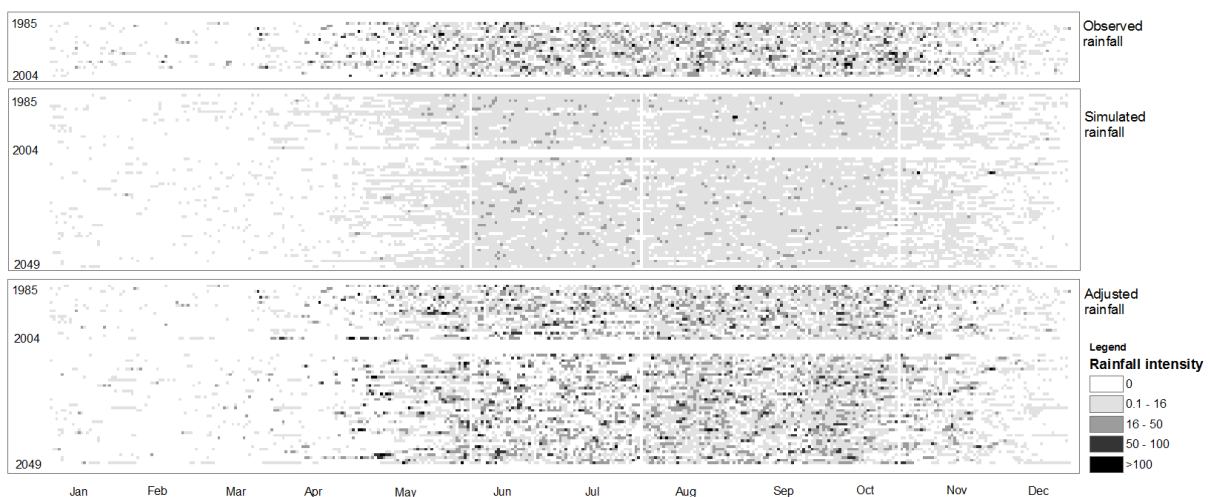 1985
Observed
rainfall
2004
1985
Simulated
rainfall
2004
2049
1985
Adjusted
rainfall
2004
Legend
Rainfall intensity
0
0.1 - 16
16 - 50
50 - 100
>100
2049
Jan Feb Mar Apr May Jun Jul Aug Sep Oct Nov Dec